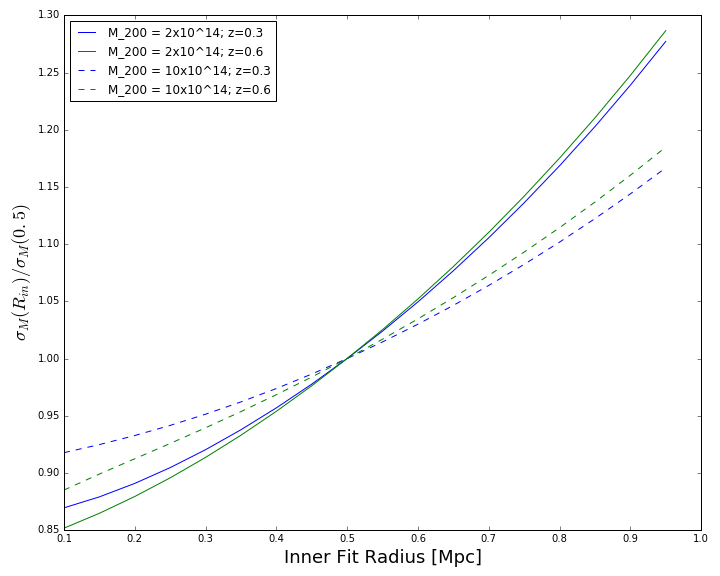 1.30
1.25
1.20
1.15
1.10
1.05
1.00
0.95
0.90
0.85
M_200 = 2x10^14; z=0.3
M_200 = 2x10^14; z=0.6
M_200 = 10x10^14; z=0.3
M_200 = 10x10^14; z=0.6
σ_M(R_in)/σ_M(0.5)
0.1 0.2 0.3 0.4 0.5 0.6 0.7 0.8 0.9 1.0
Inner Fit Radius [Mpc]